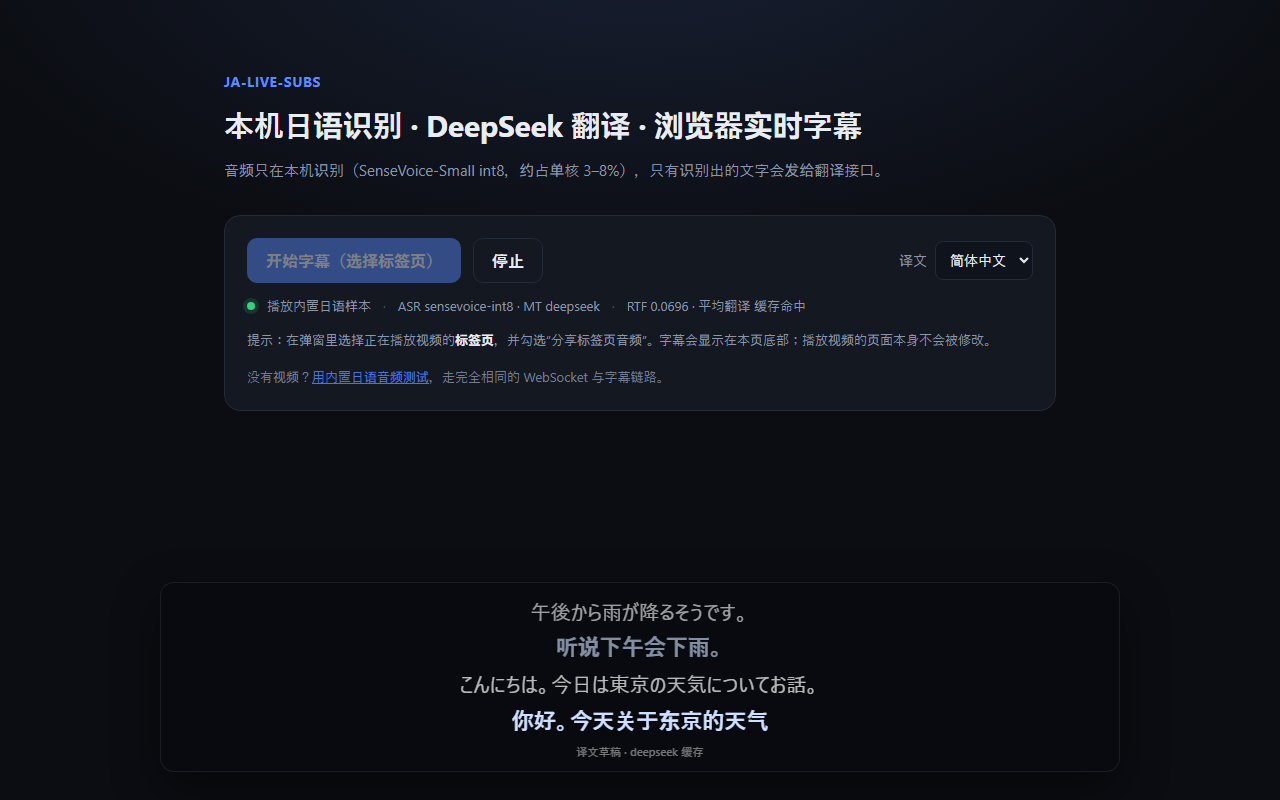 JA-LIVE-SUBS
本机日语识别 · DeepSeek 翻译 · 浏览器实时字幕
音频只在本机识别（SenseVoice-Small int8，约占单核 3–8%），只有识别出的文字会发给翻译接口。
开始字幕（选择标签页） 停止 译文 简体中文
播放内置日语样本 · ASR sensevoice-int8 · MT deepseek · RTF 0.0696 · 平均翻译 缓存命中
提示：在弹窗里选择正在播放视频的标签页，并勾选“分享标签页音频”。字幕会显示在本页底部；播放视频的页面本身不会被修改。
没有视频？用内置日语音频测试，走完全相同的 WebSocket 与字幕链路。
午後から雨が降るそうです。
听说下午会下雨。
こんにちは。今日は東京の天気についてお話。
你好。今天关于东京的天气
译文草稿 · deepseek 缓存